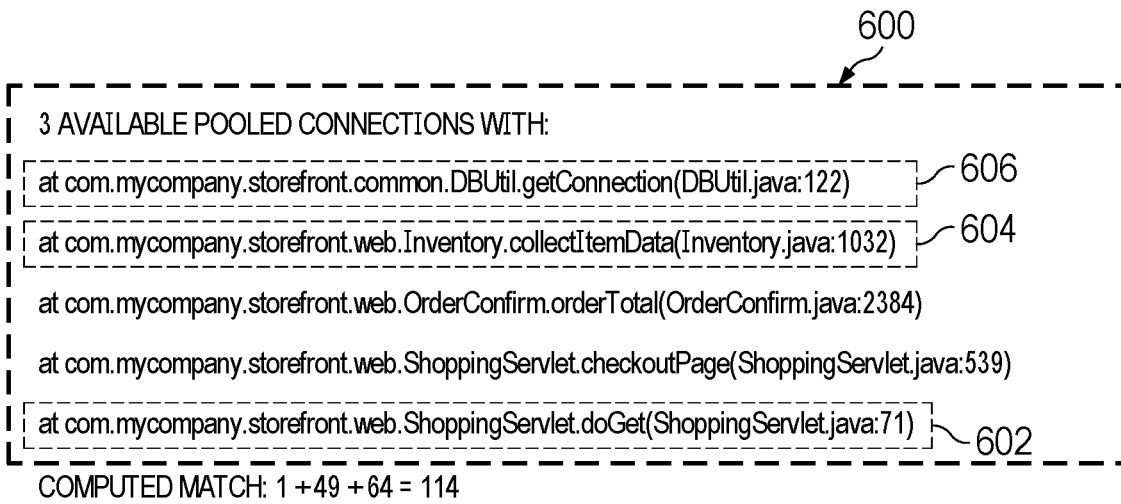 600
3 AVAILABLE POOLED CONNECTIONS WITH:
at com.mycompany.storefront.common.DBUtil.getConnection(DBUtil.java:122)
606
at com.mycompany.storefront.web.Inventory.collectItemData(Inventory.java:1032)
604
at com.mycompany.storefront.web.OrderConfirm.orderTotal(OrderConfirm.java:2384)
at com.mycompany.storefront.web.ShoppingServlet.checkoutPage(ShoppingServlet.java:539)
at com.mycompany.storefront.web.ShoppingServlet.doGet(ShoppingServlet.java:71)
602
COMPUTED MATCH: 1 + 49 + 64 = 114